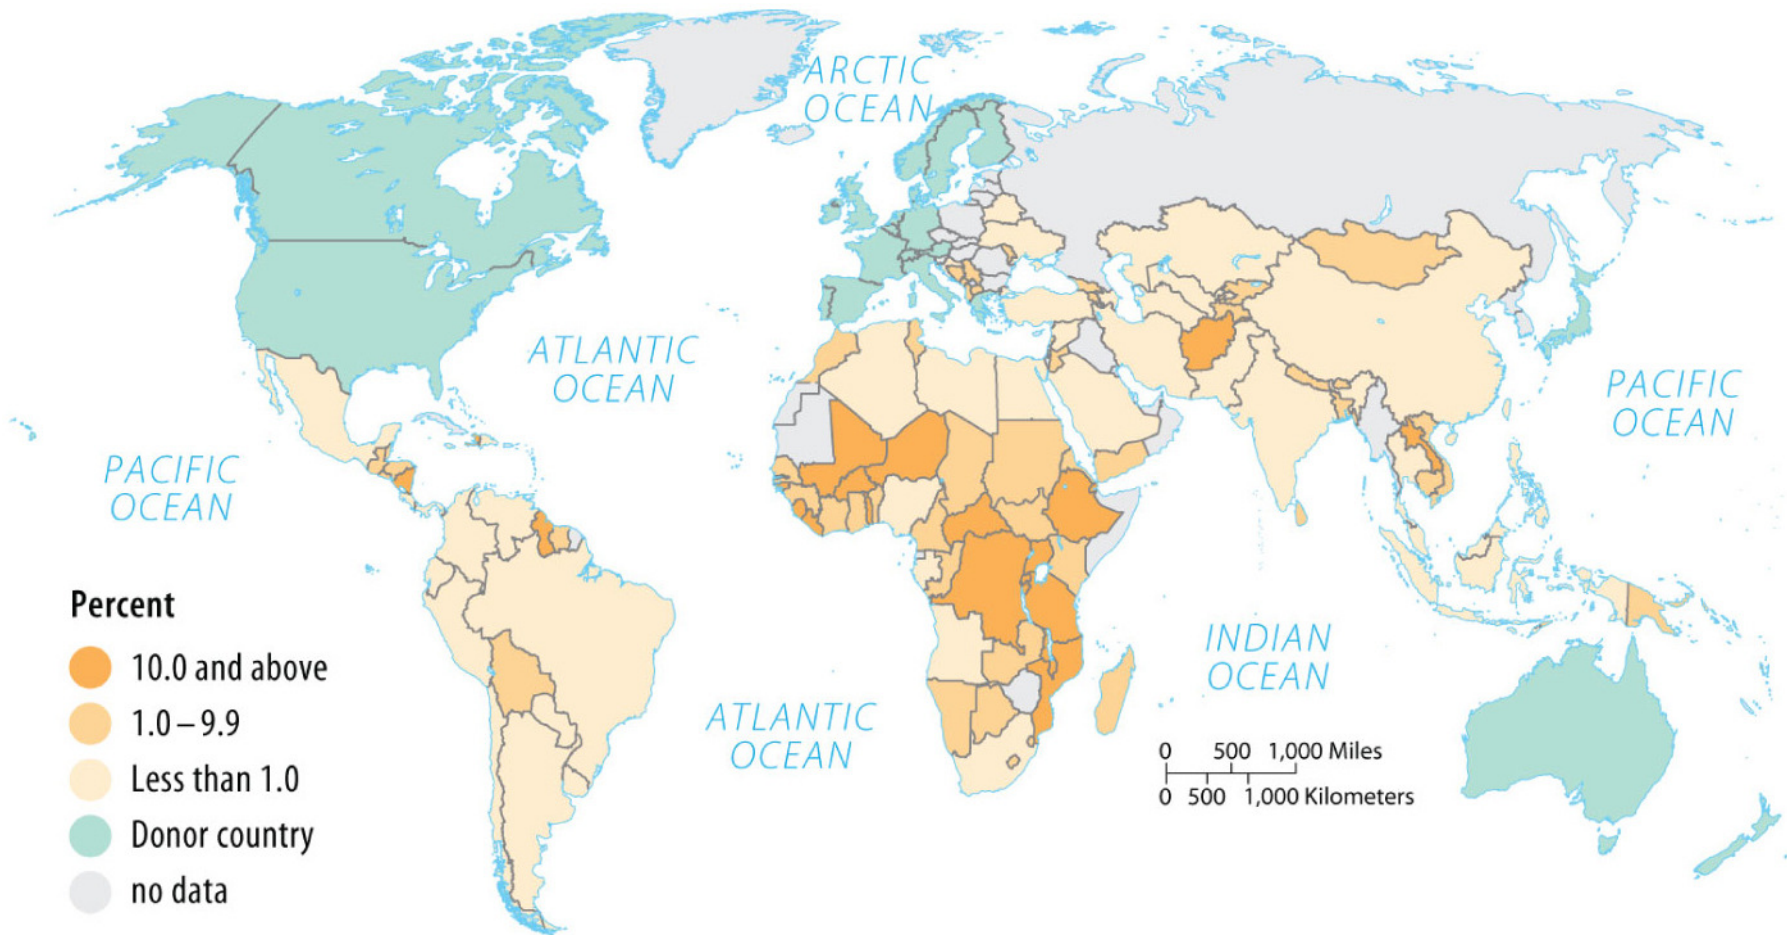 ARCTIC
OCEAN
ATLANTIC
OCEAN
PACIFIC
OCEAN
PACIFIC
OCEAN
INDIAN
OCEAN
ATLANTIC
OCEAN
Percent
10.0 and above
1.0–9.9
Less than 1.0
Donor country
no data
0 500 1,000 Miles
0 500 1,000 Kilometers